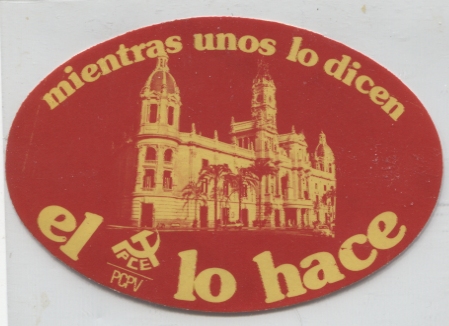 mientras unos lo dicen
el PCE lo hace
PCPV